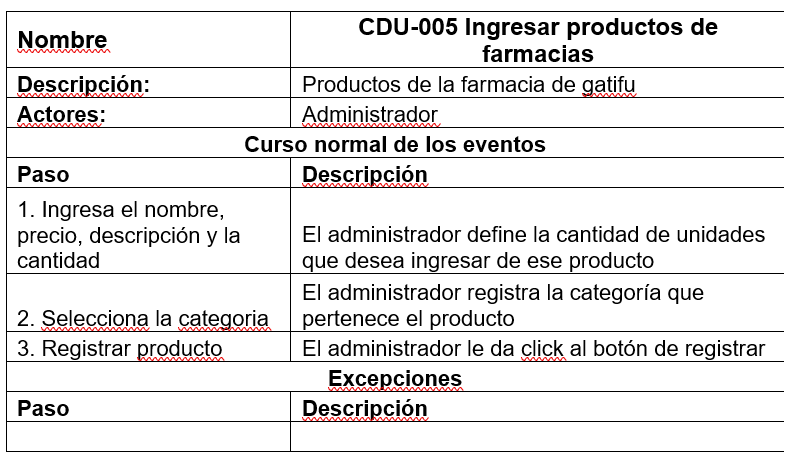 Nombre
CDU-005 Ingresar productos de
farmacias
Descripción:
Productos de la farmacia de gatifu
Actores:
Administrador
Curso normal de los eventos
Paso
Descripción
1. Ingresa el nombre,
precio, descripción y la
cantidad
El administrador define la cantidad de unidades
que desea ingresar de ese producto
2. Selecciona la categoria
El administrador registra la categoría que
pertenece el producto
3. Registrar producto
El administrador le da click al botón de registrar
Excepciones
Paso
Descripción